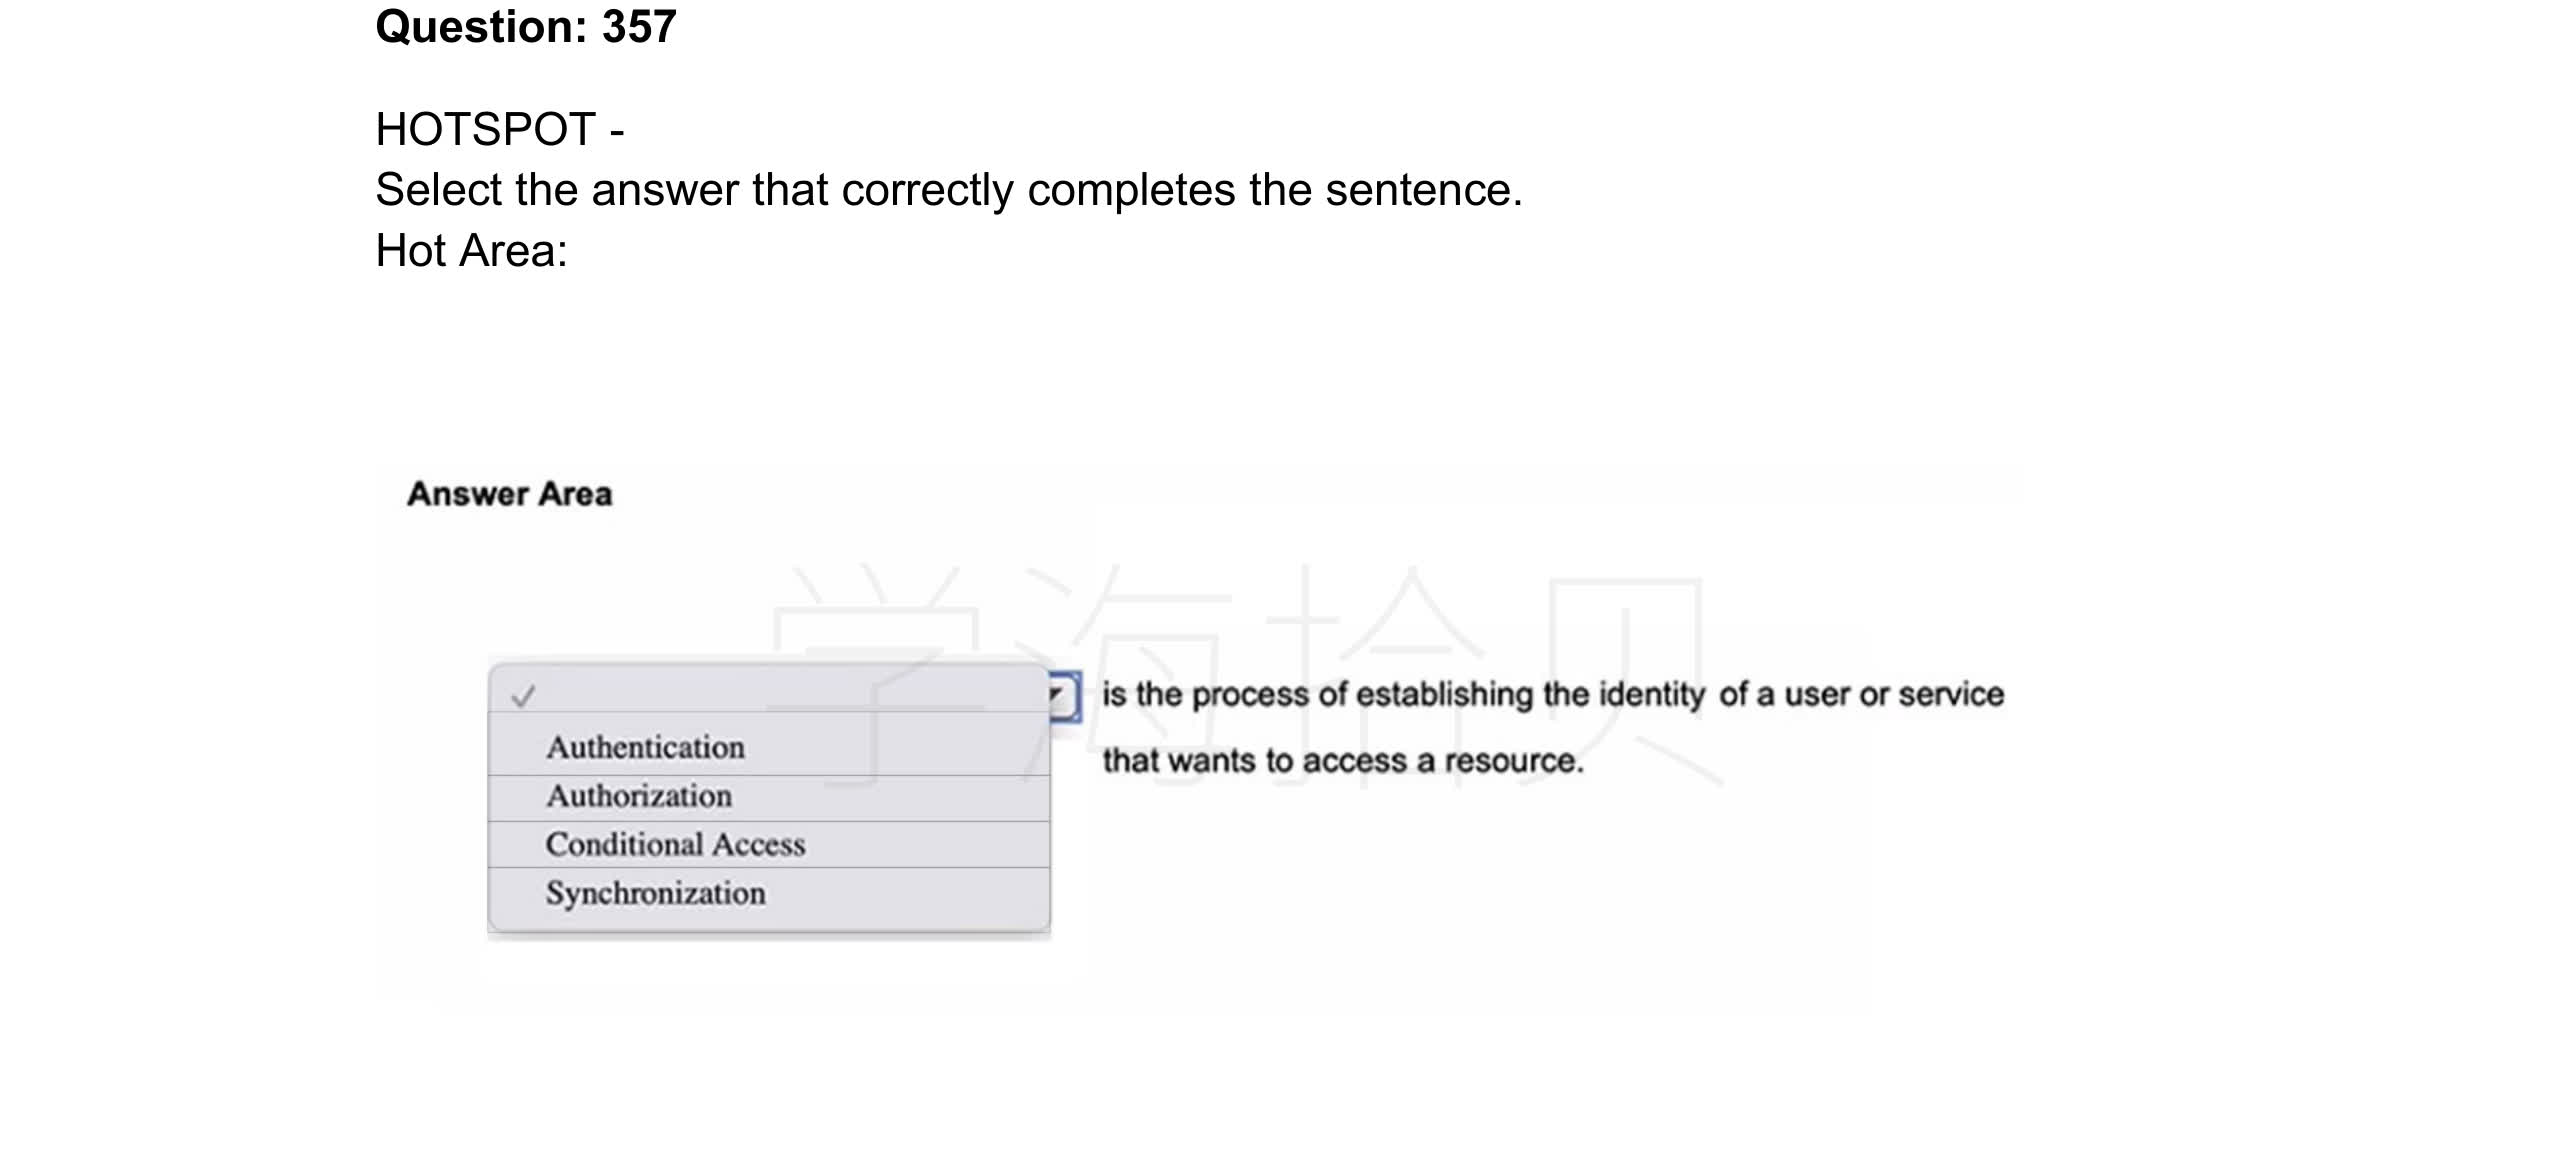 Question: 357
HOTSPOT -
Select the answer that correctly completes the sentence.
Hot Area:
Answer Area
学海拾贝
is the process of establishing the identity of a user or service
that wants to access a resource.
Authentication
Authorization
Conditional Access
Synchronization